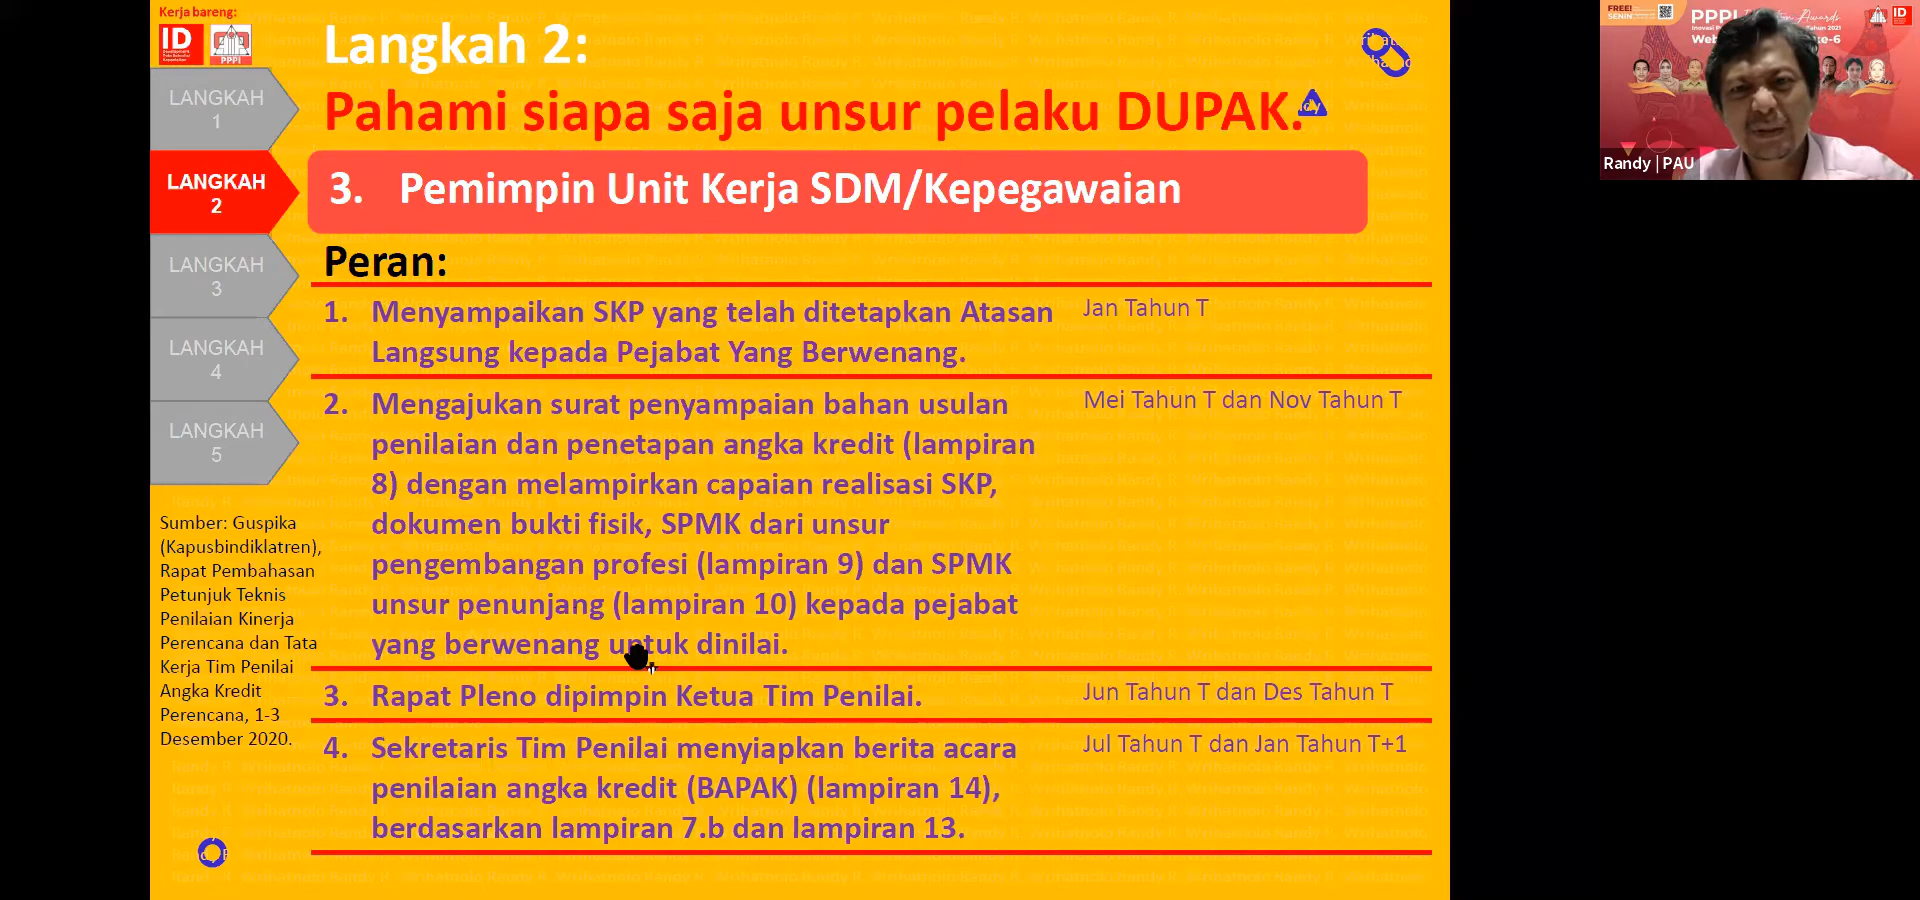 Kerja bareng:
ID
PPPI
Langkah 2:
Pahami siapa saja unsur pelaku DUPAK.
LANGKAH
1
LANGKAH
2
LANGKAH
3
LANGKAH
4
LANGKAH
5
3. Pemimpin Unit Kerja SDM/Kepegawaian
Peran:
1. Menyampaikan SKP yang telah ditetapkan Atasan
Langsung kepada Pejabat Yang Berwenang.
Jan Tahun T
2. Mengajukan surat penyampaian bahan usulan
penilaian dan penetapan angka kredit (lampiran
8) dengan melampirkan capaian realisasi SKP,
dokumen bukti fisik, SPMK dari unsur
pengembangan profesi (lampiran 9) dan SPMK
unsur penunjang (lampiran 10) kepada pejabat
yang berwenang untuk dinilai.
Mei Tahun T dan Nov Tahun T
3. Rapat Pleno dipimpin Ketua Tim Penilai.
Jun Tahun T dan Des Tahun T
4. Sekretaris Tim Penilai menyiapkan berita acara
penilaian angka kredit (BAPAK) (lampiran 14),
berdasarkan lampiran 7.b dan lampiran 13.
Jul Tahun T dan Jan Tahun T+1
Sumber: Guspika
(Kapusbindiklatren),
Rapat Pembahasan
Petunjuk Teknis
Penilaian Kinerja
Perencana dan Tata
Kerja Tim Penilai
Angka Kredit
Perencana, 1-3
Desember 2020.
FREE!
SENIN
PPPI
Awards
ID
Randy | PAU